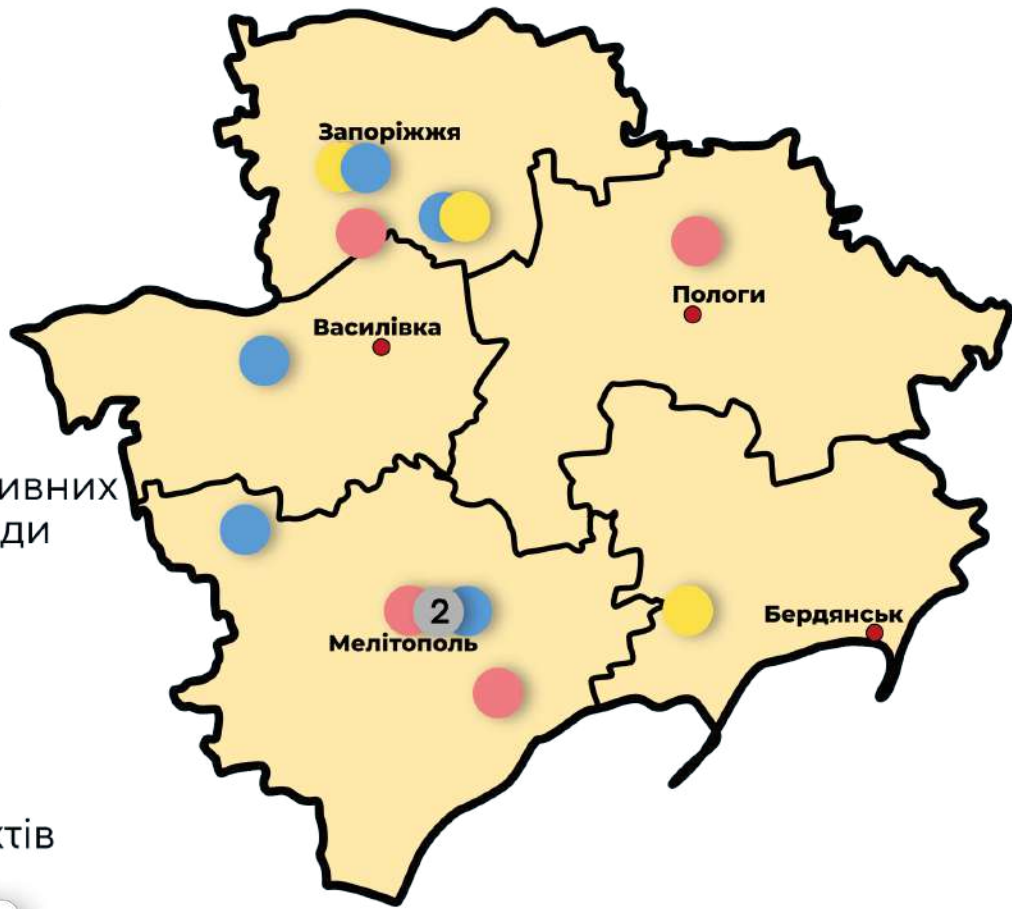 Запоріжжя
Пологи
Василівка
ивних
ди
2
Мелітополь
Бердянськ
ктів